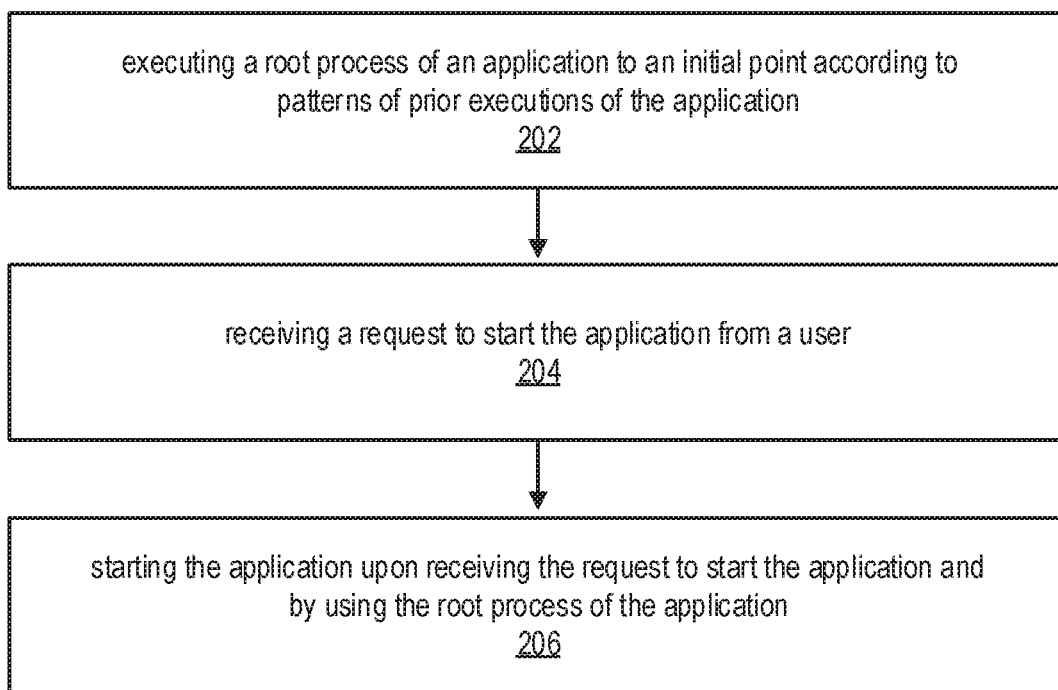 executing a root process of an application to an initial point according to
patterns of prior executions of the application
202
receiving a request to start the application from a user
204
starting the application upon receiving the request to start the application and
by using the root process of the application
206